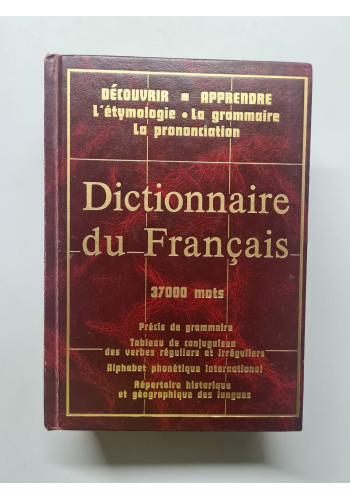 DÉCOUVRIR ■ APPRENDRE
L'étymologie • La grammaire
La prononciation
Dictionnaire
du Français
37000 mots
Précis de grammaire
Tableau de conjugaison
des verbes réguliers et irréguliers
Alphabet phonétique international
Répertoire historique
et géographique des langues